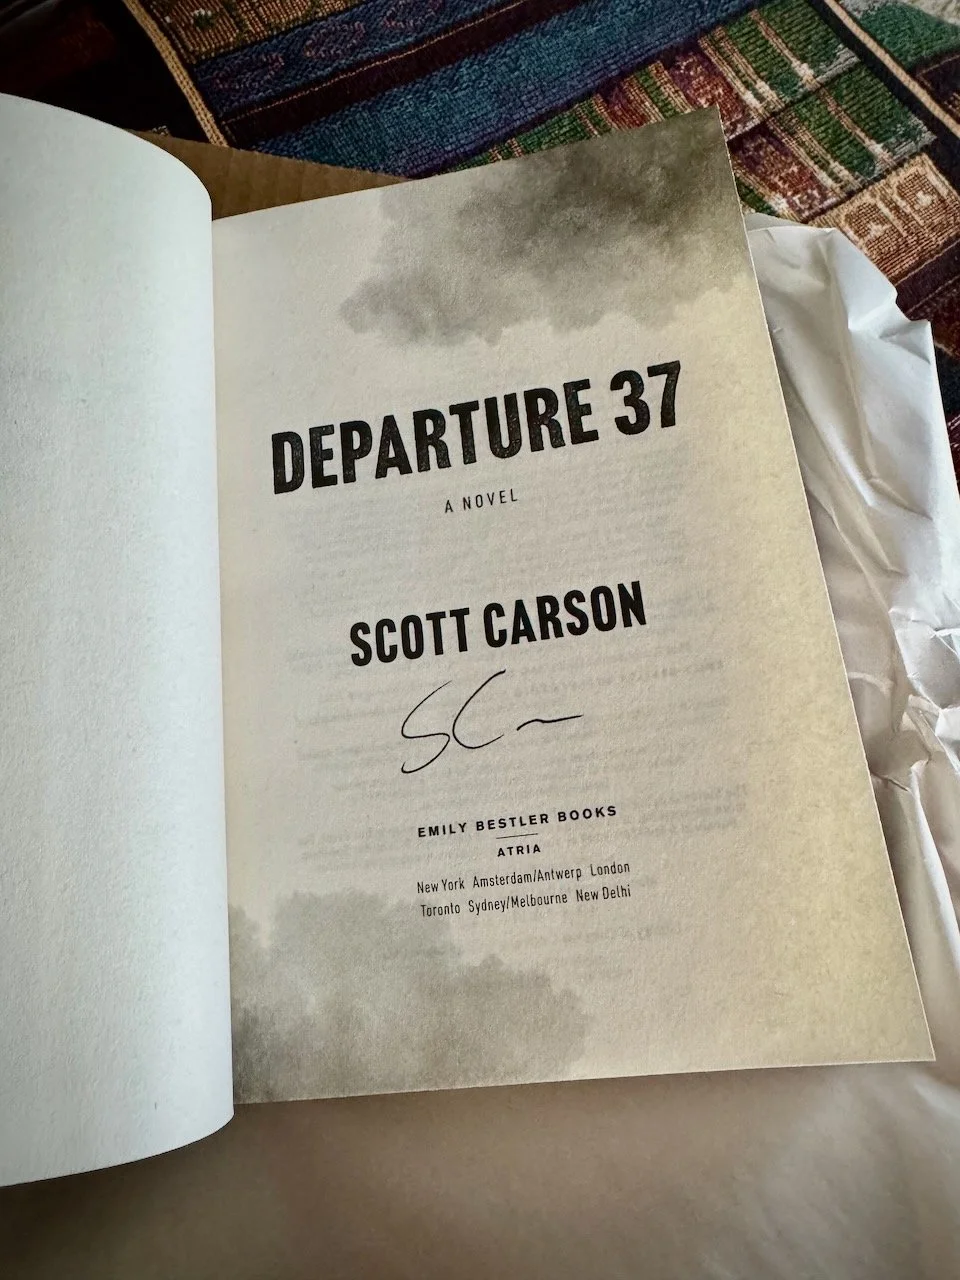 DEPARTURE 37
A NOVEL
SCOTT CARSON
SC
EMILY BESTLER BOOKS
ATRIA
New York Amsterdam/Antwerp London
Toronto Sydney/Melbourne New Delhi